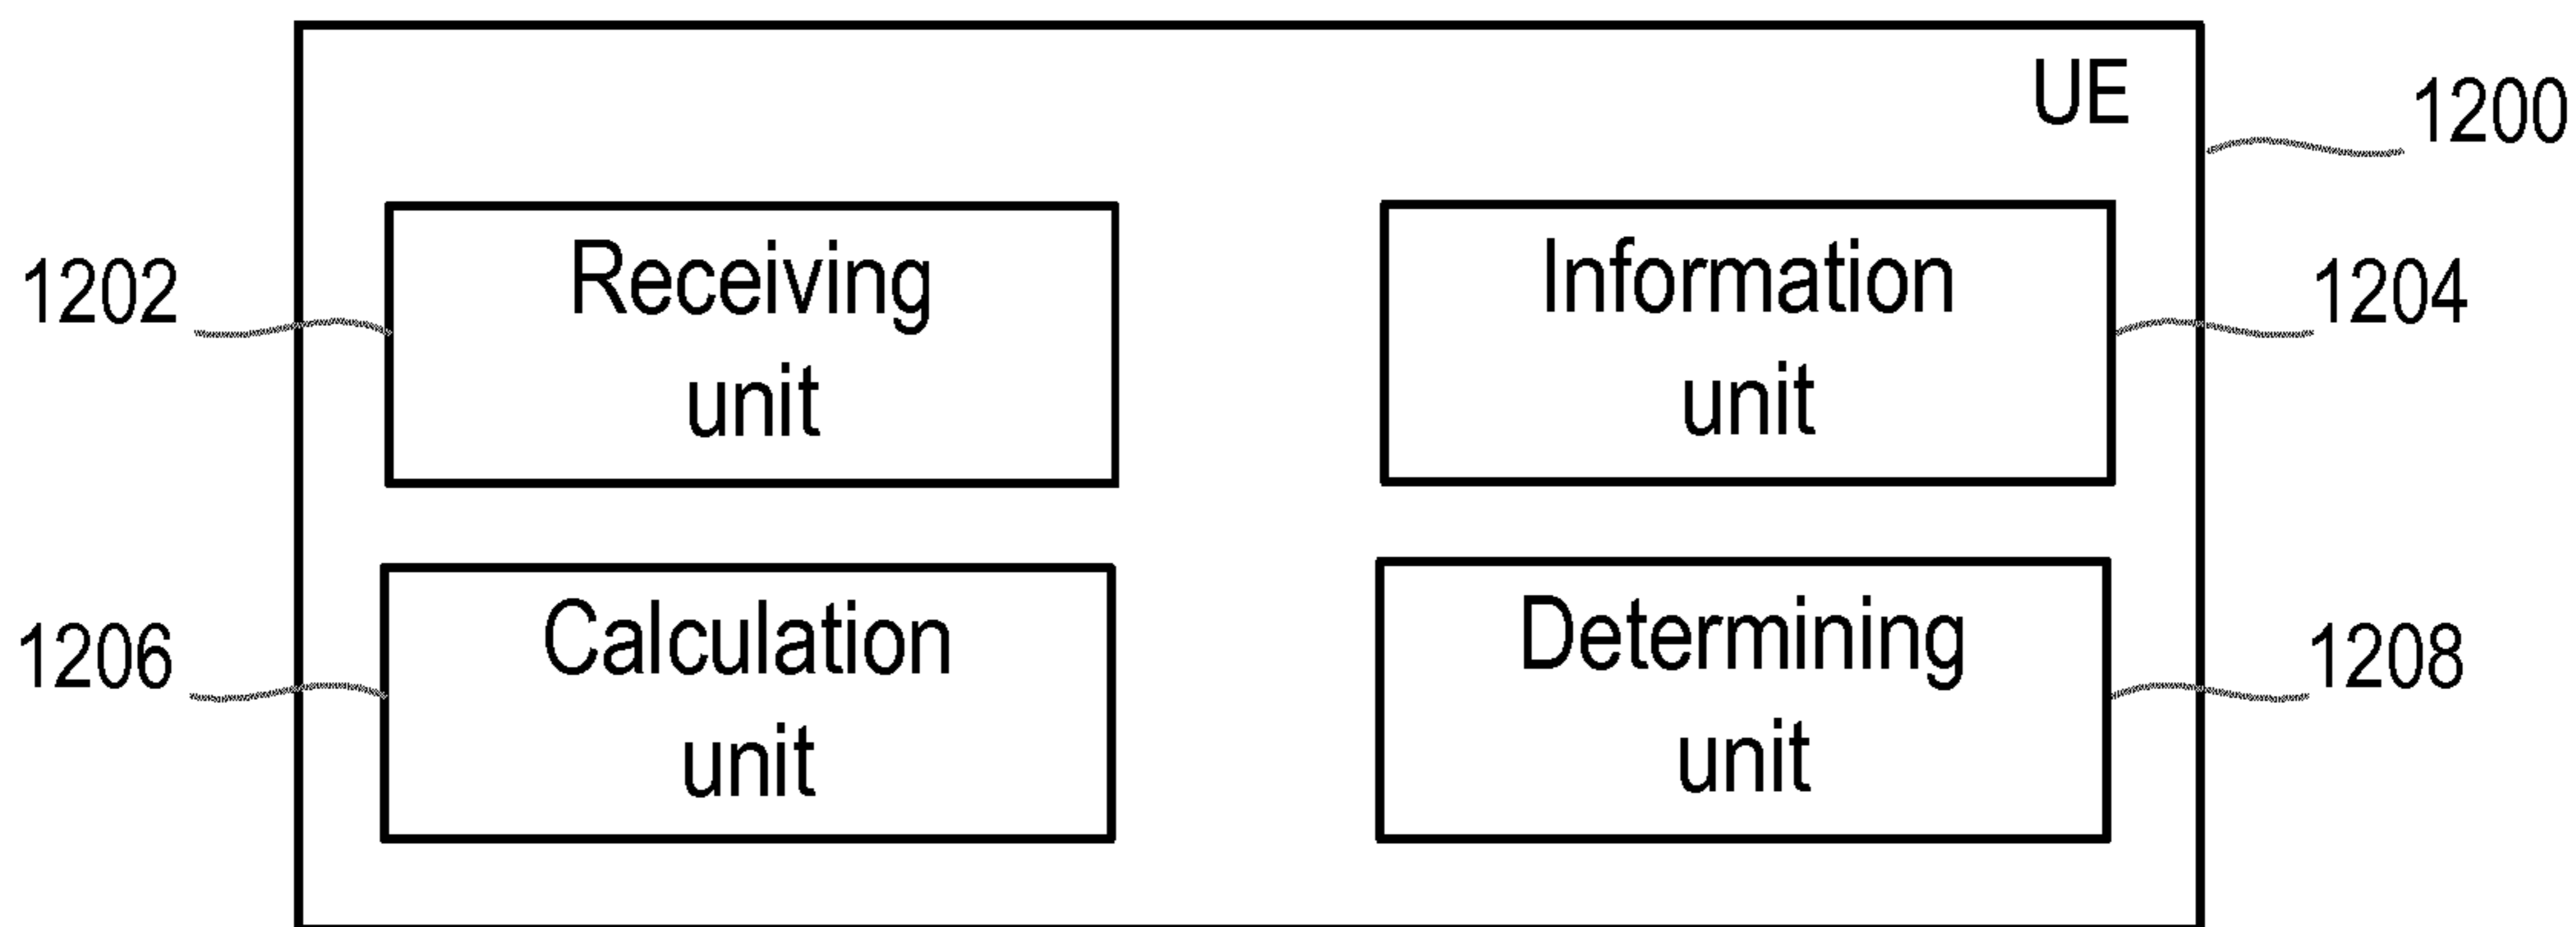 UE
1200
1202
Receiving
unit
Information
unit
1204
1206
Calculation
unit
Determining
unit
1208